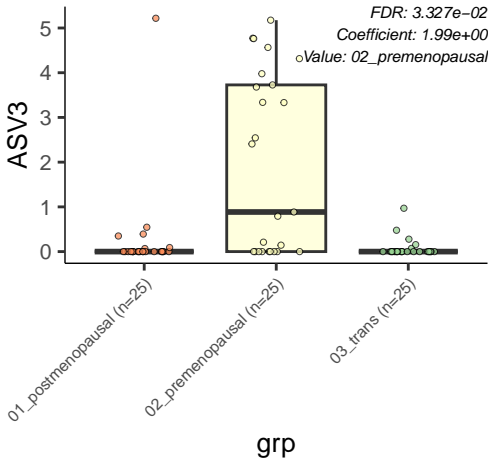 FDR: 3.327e−02
Coefficient: 1.99e+00
Value: 02_premenopausal
5
4
3
2
1
0
ASV3
01_postmenopausal (n=25)
02_premenopausal (n=25)
03_trans (n=25)
grp